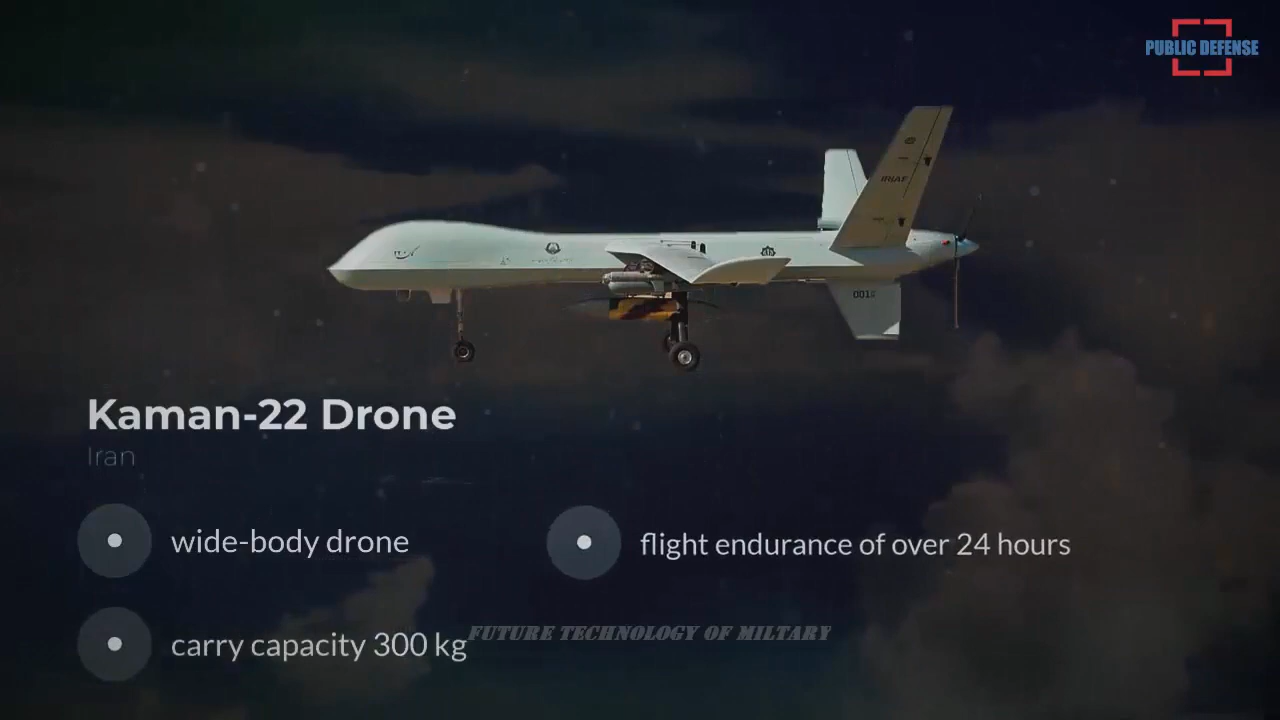 PUBLIC DEFENSE
IRIAF
Kaman-22 Drone
Iran
wide-body drone
flight endurance of over 24 hours
carry capacity 300 kg
FUTURE TECHNOLOGY OF MILTARY